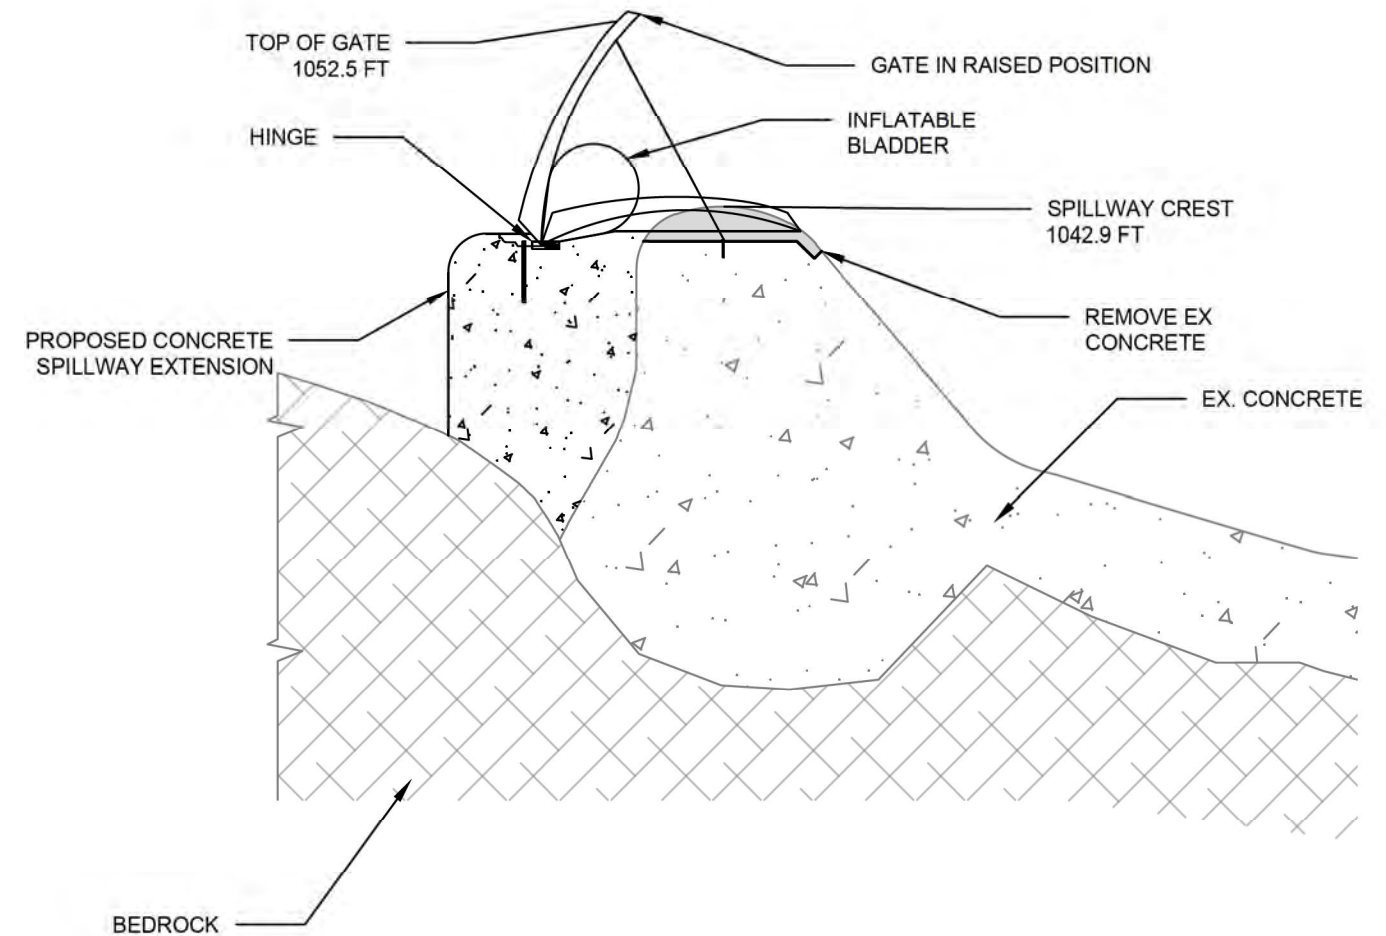 TOP OF GATE
1052.5 FT
GATE IN RAISED POSITION
HINGE
INFLATABLE
BLADDER
SPILLWAY CREST
1042.9 FT
PROPOSED CONCRETE
SPILLWAY EXTENSION
REMOVE EX
CONCRETE
EX. CONCRETE
BEDROCK